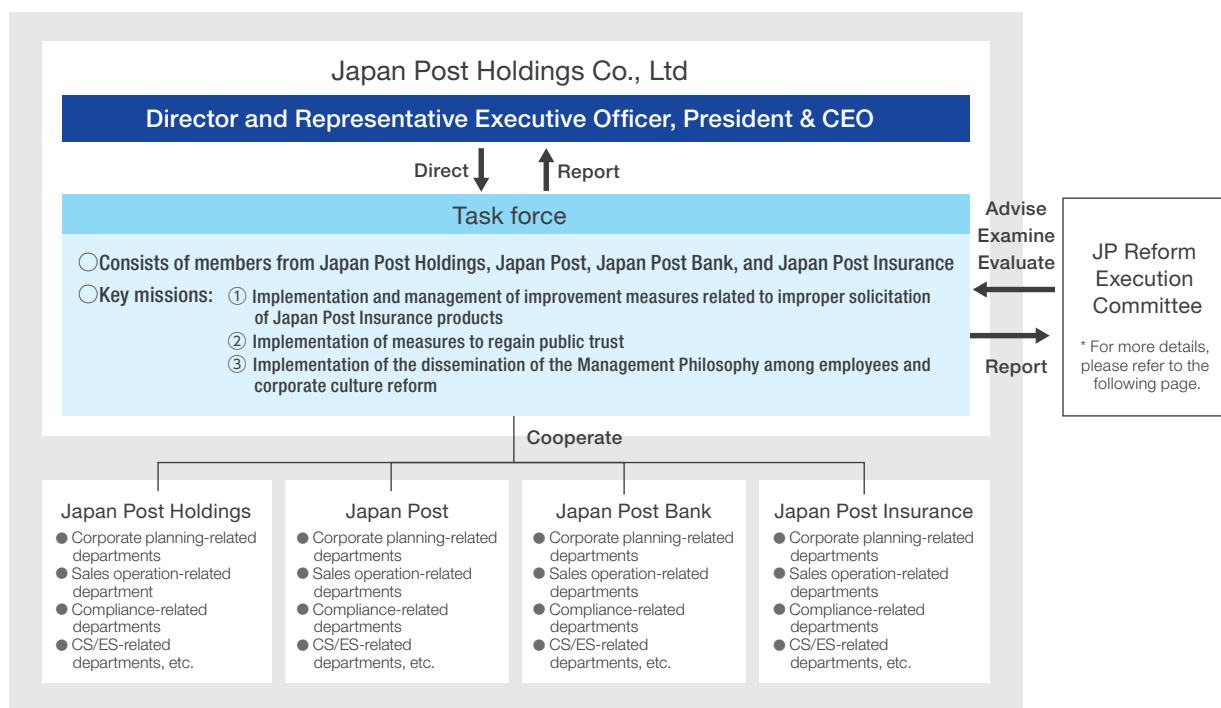 Japan Post Holdings Co., Ltd
Director and Representative Executive Officer, President & CEO
Direct
Report
Task force
○Consists of members from Japan Post Holdings, Japan Post, Japan Post Bank, and Japan Post Insurance
○Key missions: ① Implementation and management of improvement measures related to improper solicitation
of Japan Post Insurance products
② Implementation of measures to regain public trust
③ Implementation of the dissemination of the Management Philosophy among employees and
corporate culture reform
Advise
Examine
Evaluate
Report
JP Reform
Execution
Committee
* For more details,
please refer to the
following page.
Cooperate
Japan Post Holdings
● Corporate planning-related
departments
● Sales operation-related
department
● Compliance-related
departments
● CS/ES-related
departments, etc.
Japan Post
● Corporate planning-related
departments
● Sales operation-related
departments
● Compliance-related
departments
● CS/ES-related
departments, etc.
Japan Post Bank
● Corporate planning-related
departments
● Sales operation-related
departments
● Compliance-related
departments
● CS/ES-related
departments, etc.
Japan Post Insurance
● Corporate planning-related
departments
● Sales operation-related
departments
● Compliance-related
departments
● CS/ES-related
departments, etc.